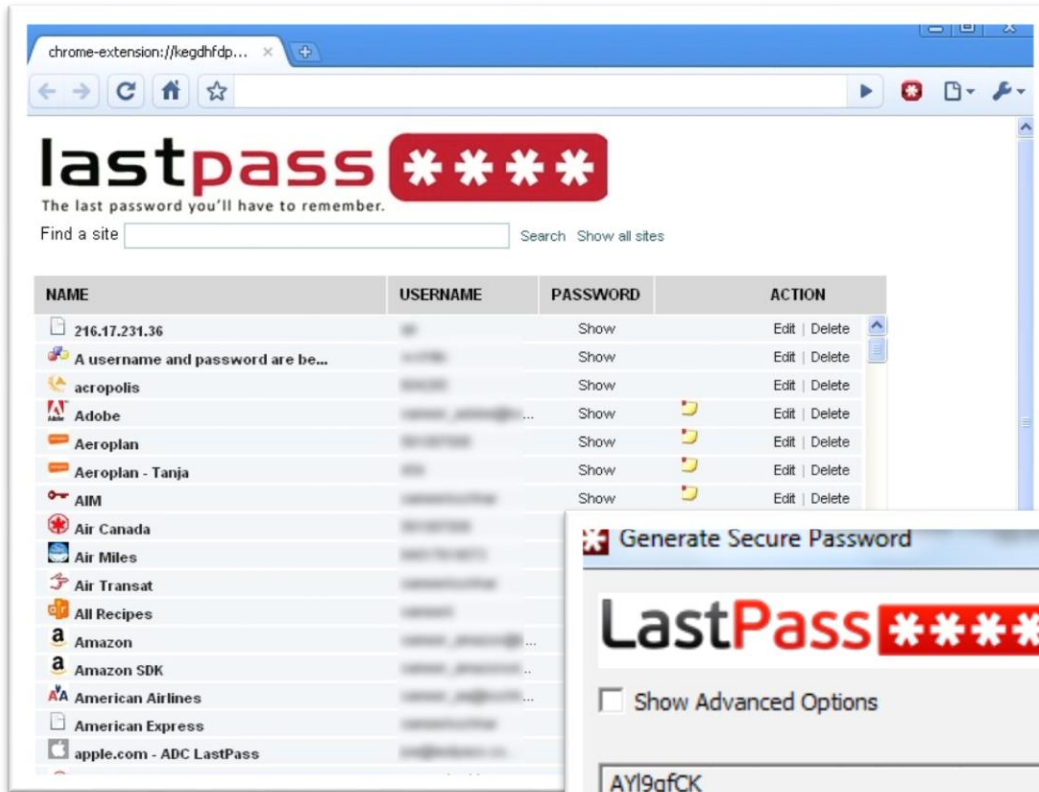 chrome-extension://kegdhfdp...
lastpass ****
The last password you'll have to remember.
Find a site Search Show all sites
NAME USERNAME PASSWORD ACTION
216.17.231.36 Show Edit | Delete
A username and password are be... Show Edit | Delete
acropolis Show Edit | Delete
Adobe ... Show Edit | Delete
Aeroplan Show Edit | Delete
Aeroplan - Tanja Show Edit | Delete
AIM Show Edit | Delete
Air Canada
Air Miles
Air Transat
All Recipes
a Amazon ...
a Amazon SDK ..
AA American Airlines ...
American Express
apple.com - ADC LastPass
Generate Secure Password
LastPass ****
Show Advanced Options
AYl9qfCK